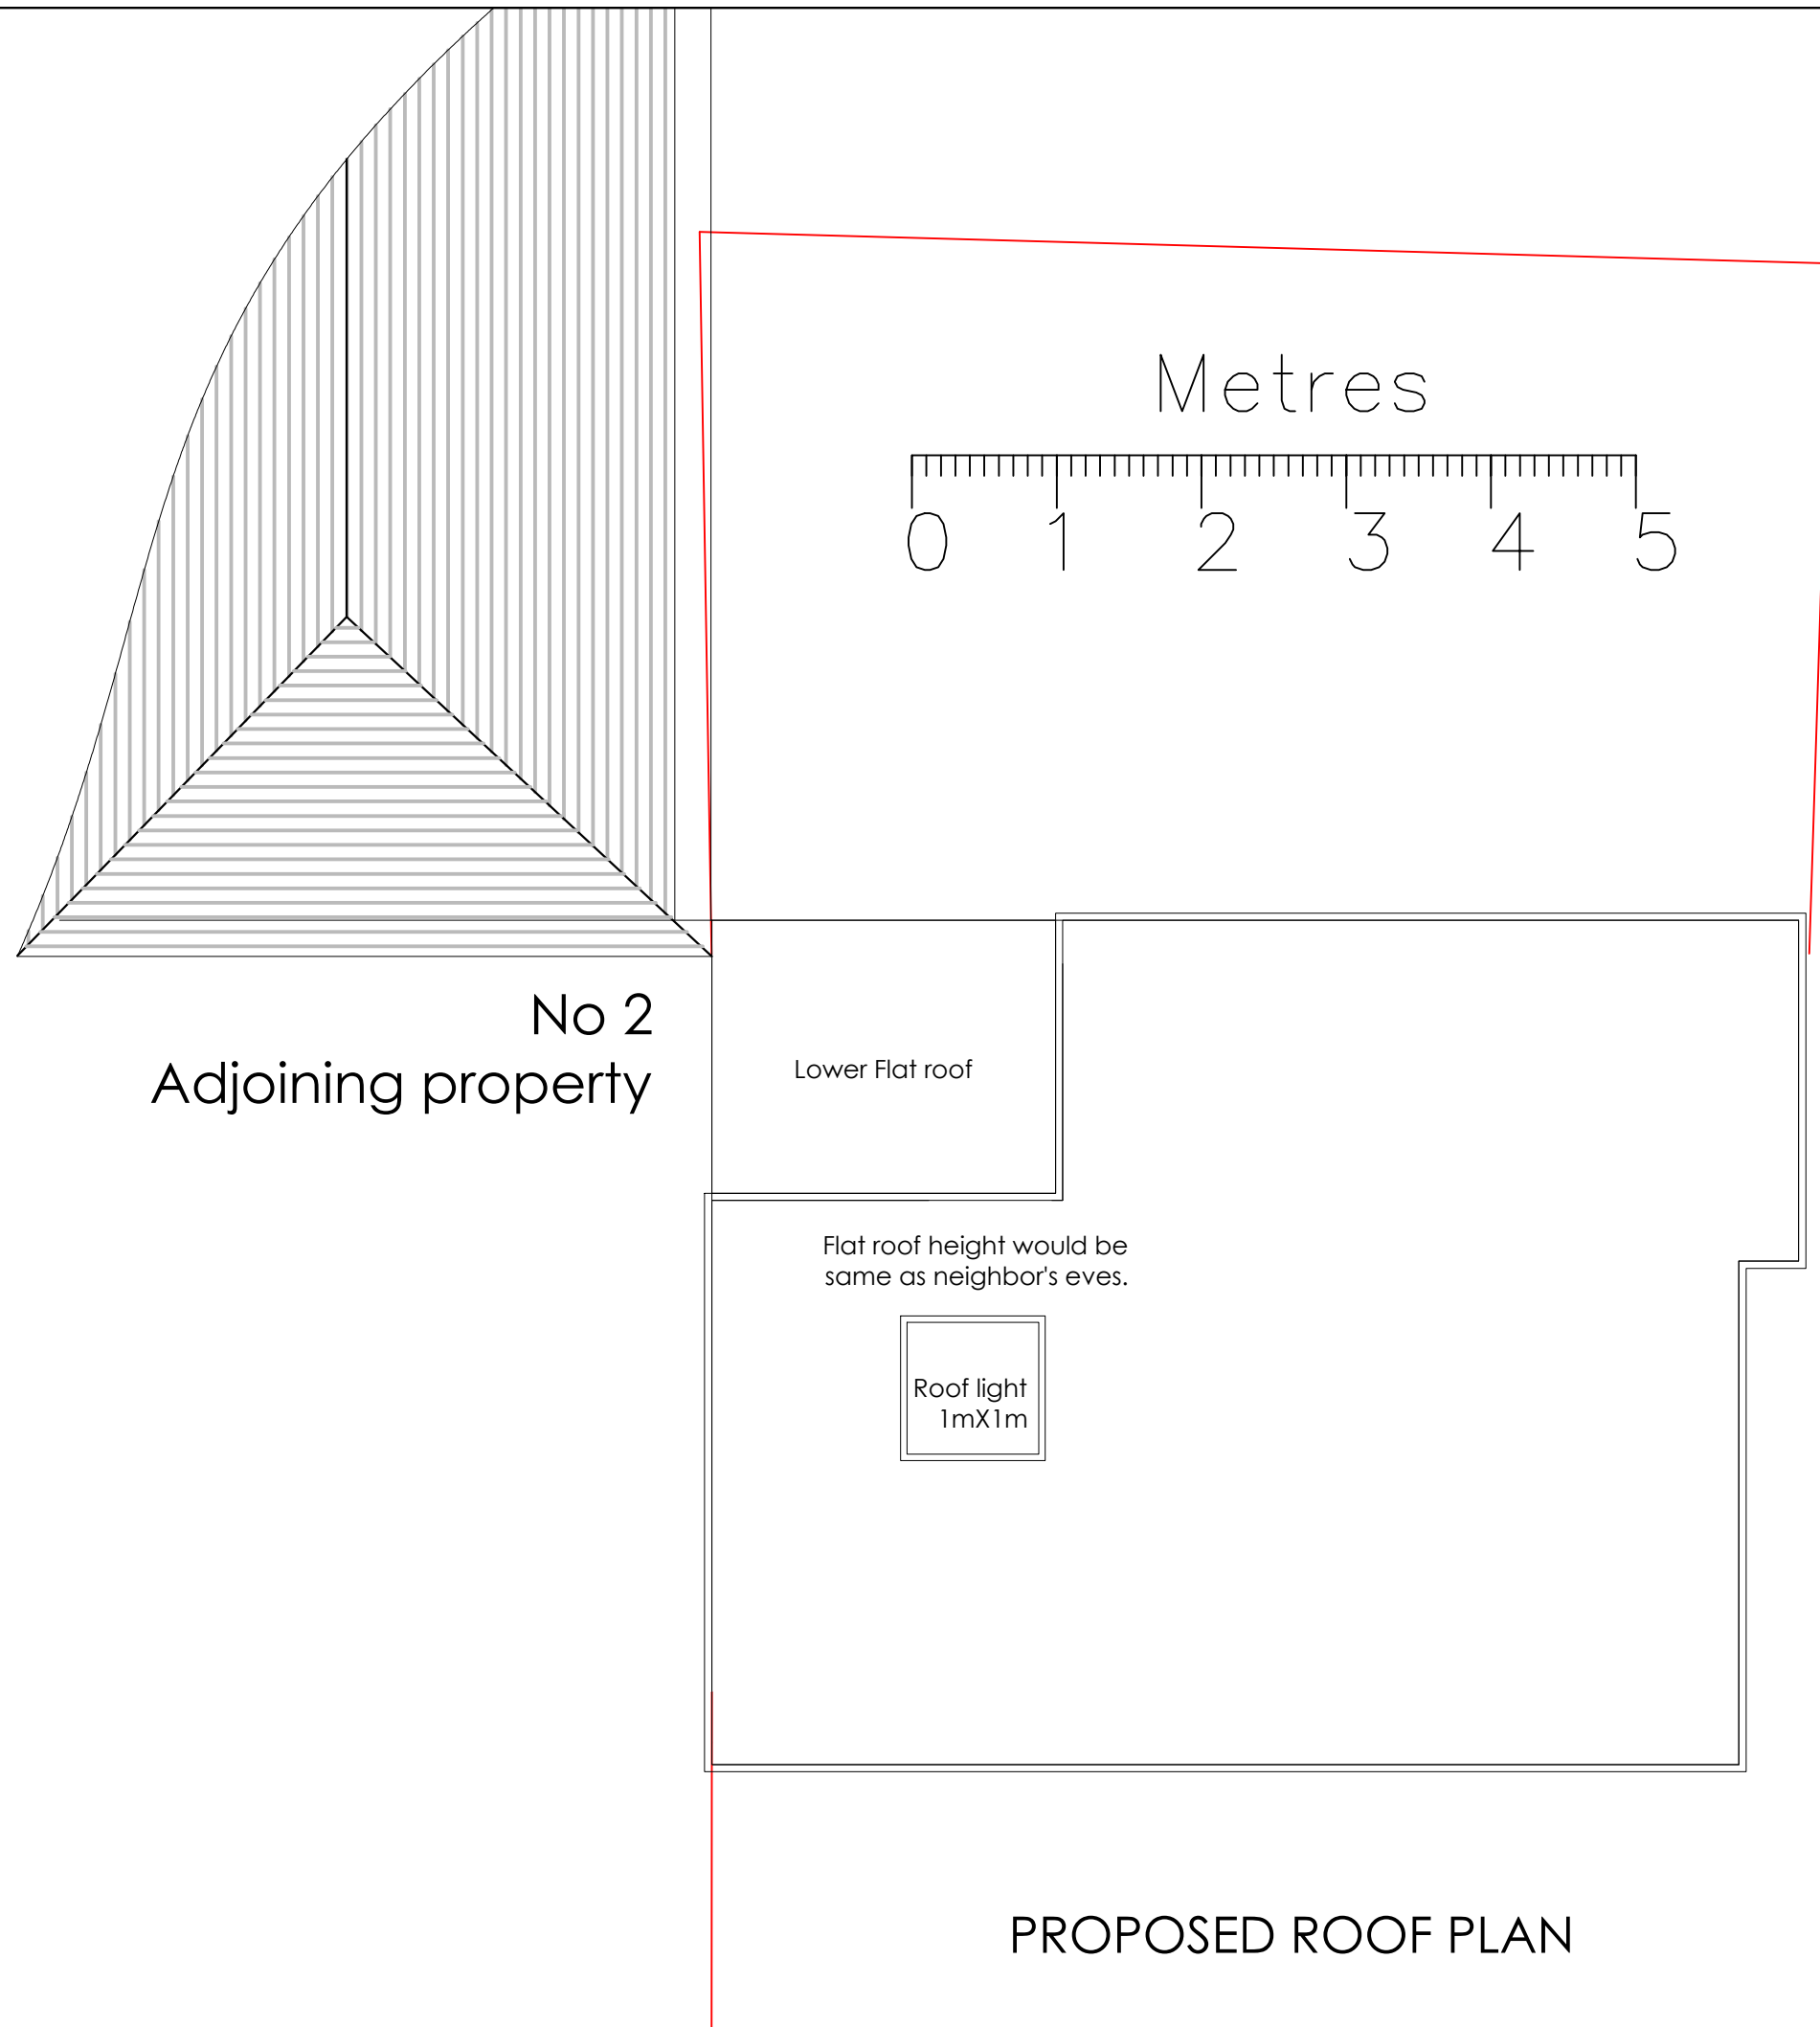 Metres
0 1 2 3 4 5
No 2
Adjoining property
Lower Flat roof
Flat roof height would be
same as neighbor's eves.
Roof light
1mX1m
PROPOSED ROOF PLAN